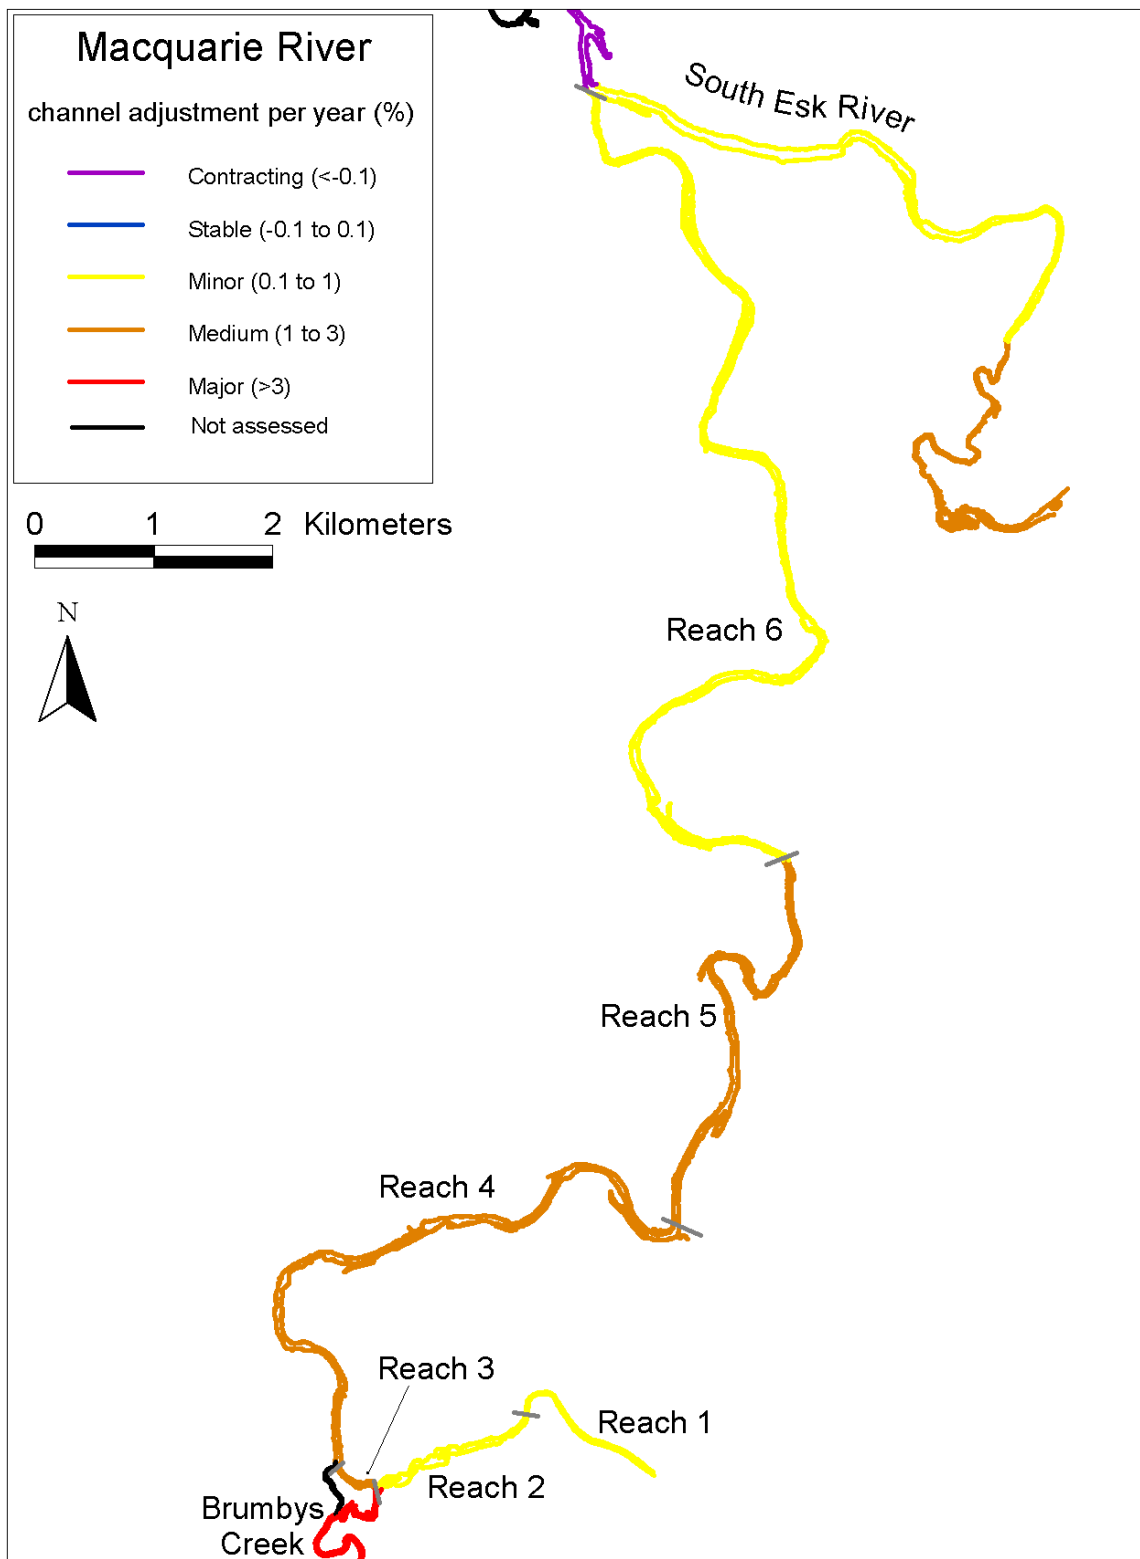 Macquarie River
channel adjustment per year (%)
Contracting (<-0.1)
Stable (-0.1 to 0.1)
Minor (0.1 to 1)
Medium (1 to 3)
Major (>3)
Not assessed
0 1 2 Kilometers
N
South Esk River
Reach 6
Reach 5
Reach 4
Reach 3
Reach 1
Reach 2
Brumbys
Creek